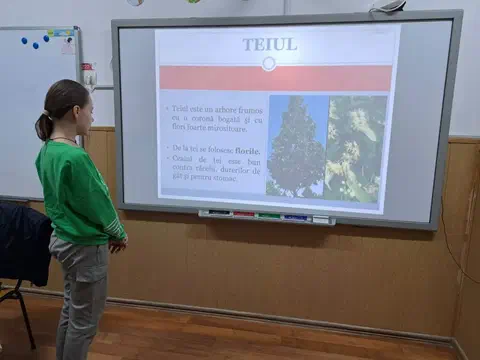 TEIUL
• Teiul este un arbore frumos
cu o coroană bogată și cu
flori foarte mirositoare.
• De la tei se folosesc florile.
• Ceaiul de tei este bun
contra răcelii, durerilor de
gât și pentru stomac.